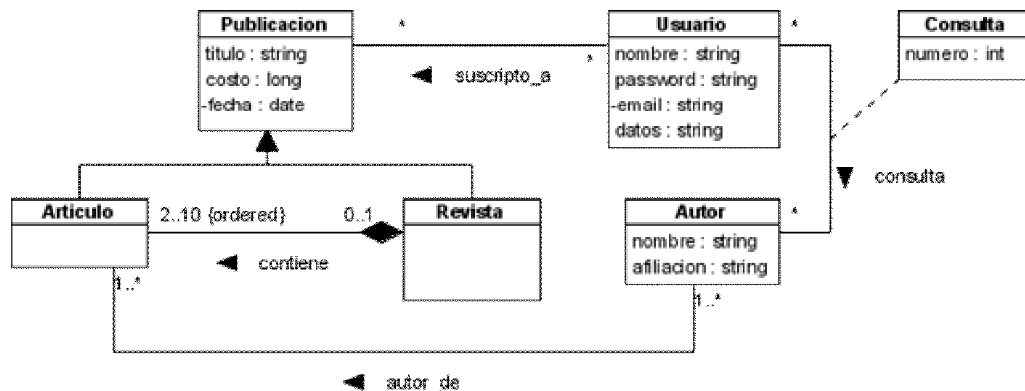 Publicacion
titulo : string
costo : long
-fecha : date
*
suscripto_a
*
Usuario
nombre : string
password : string
-email : string
datos : string
*
Consulta
numero : int
consulta
Articulo
2..10 {ordered}
0..1
contiene
Revista
Autor
nombre : string
afiliacion : string
*
1..*
1..*
autor_de